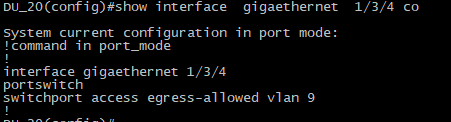 DU_20(config)#show interface  gigaethernet  1/3/4 co
System current configuration in port mode:
!command in port_mode
!
interface gigaethernet 1/3/4
portswitch
switchport access egress-allowed vlan 9
!
DU_20(config)#